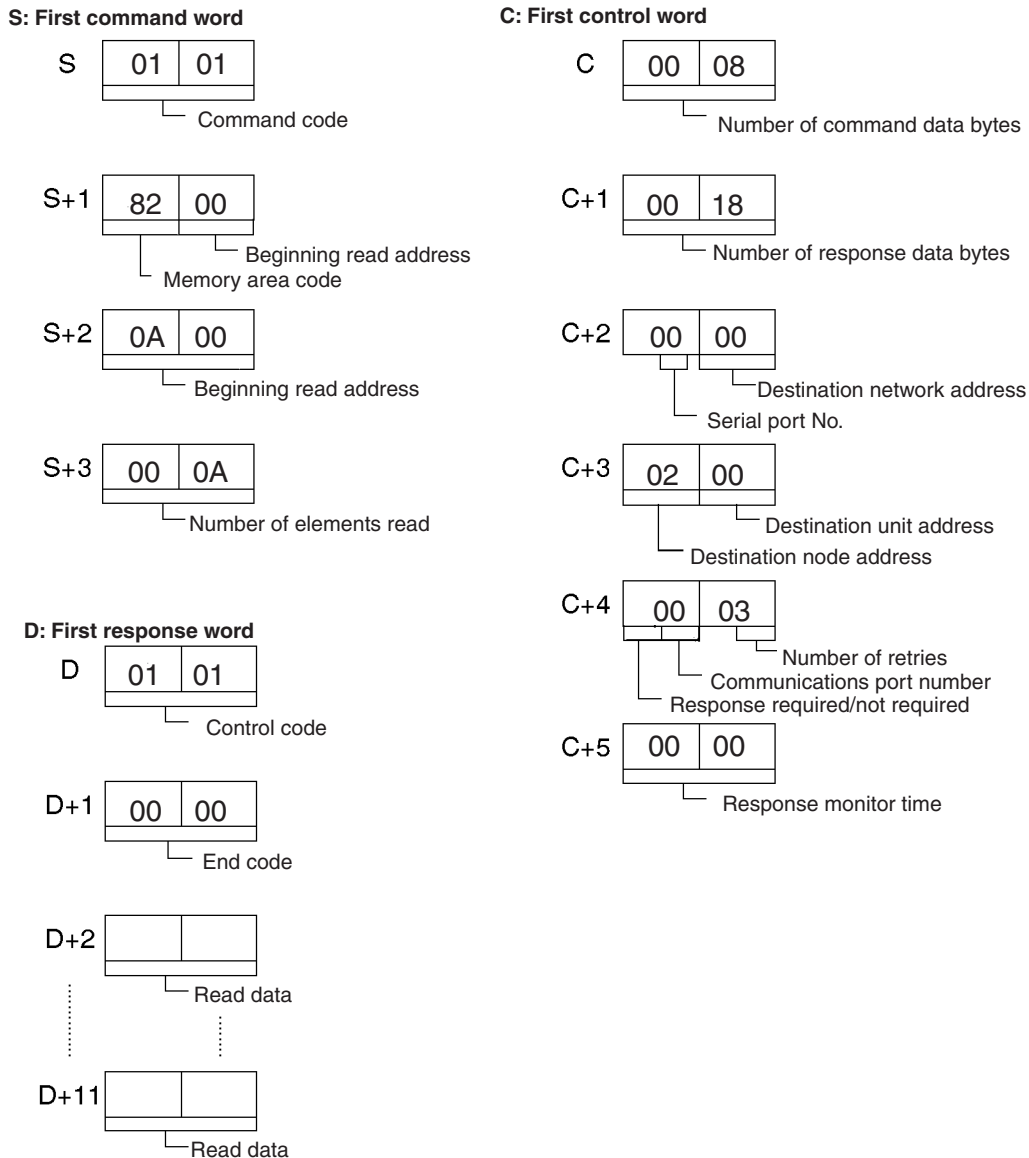 S: First command word
S 01 01
Command code
S+1 82 00
Beginning read address
Memory area code
S+2 0A 00
Beginning read address
S+3 00 0A
Number of elements read
D: First response word
D 01 01
Control code
D+1 00 00
End code
D+2
Read data
D+11
Read data
C: First control word
C 00 08
Number of command data bytes
C+1 00 18
Number of response data bytes
C+2 00 00
Destination network address
Serial port No.
C+3 02 00
Destination unit address
Destination node address
C+4 00 03
Number of retries
Communications port number
Response required/not required
C+5 00 00
Response monitor time